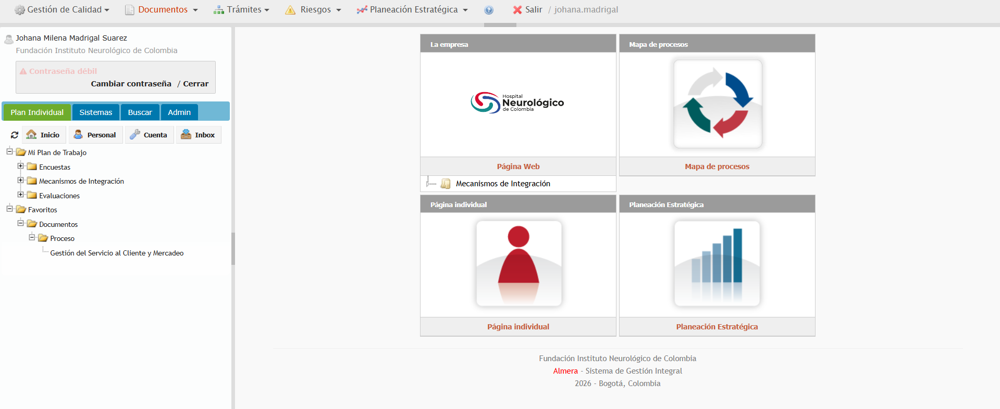 Gestión de Calidad
Documentos
Trámites
Riesgos
Planeación Estratégica
Salir / johana.madrigal
Johana Milena Madrigal Suarez
Fundación Instituto Neurológico de Colombia
Contraseña débil
Cambiar contraseña / Cerrar
Plan Individual
Sistemas
Buscar
Admin
Inicio
Personal
Cuenta
Inbox
Mi Plan de Trabajo
Encuestas
Mecanismos de Integración
Evaluaciones
Favoritos
Documentos
Proceso
Gestión del Servicio al Cliente y Mercadeo
La empresa
Hospital
Neurológico
de Colombia
Página Web
Mecanismos de Integración
Mapa de procesos
Mapa de procesos
Página individual
Página individual
Planeación Estratégica
Planeación Estratégica
Fundación Instituto Neurológico de Colombia
Almera - Sistema de Gestión Integral
2026 - Bogotá, Colombia